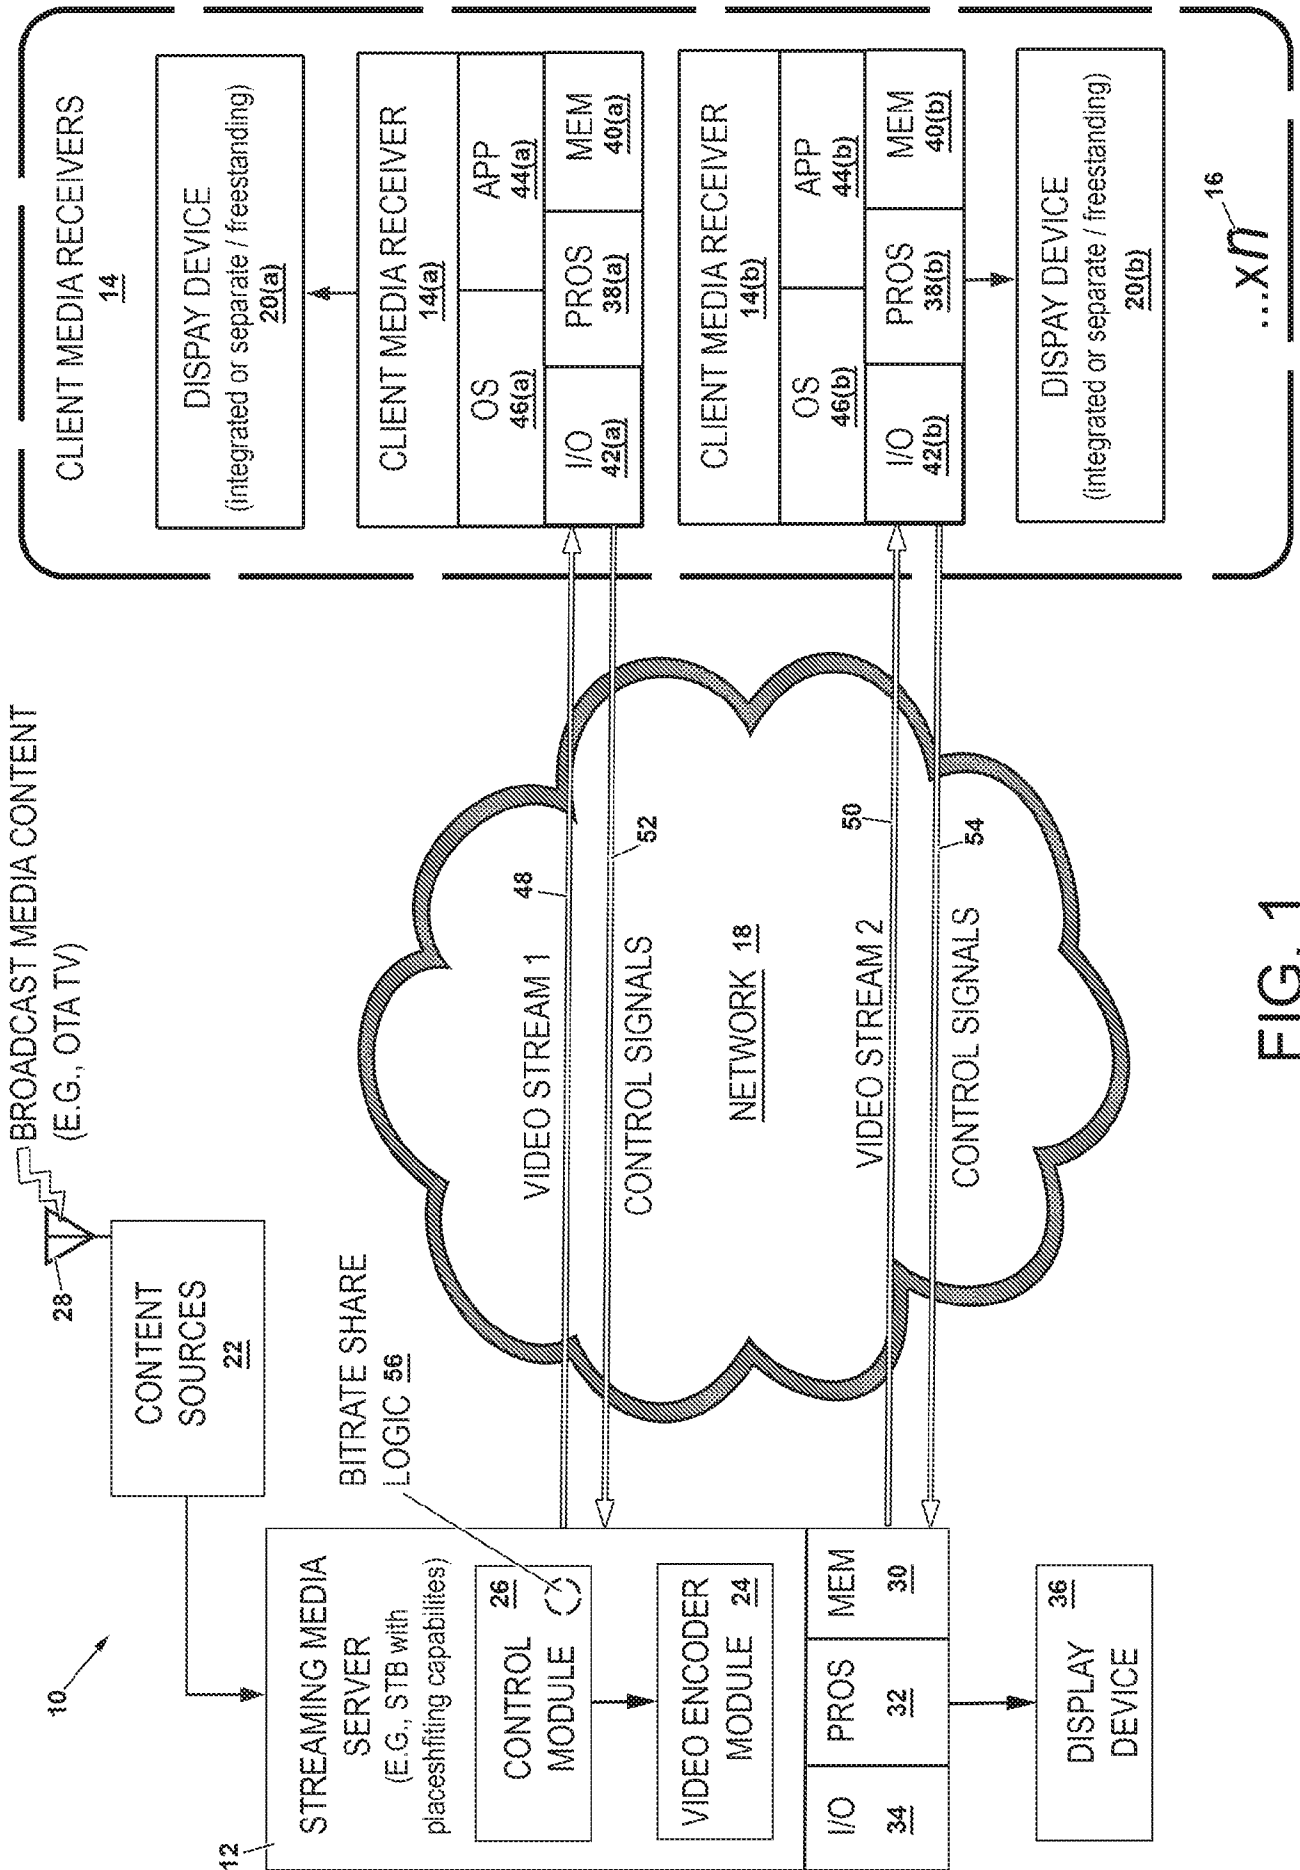 10
12
STREAMING MEDIA
SERVER
(E.G., STB with
placeshfiting capabilites)
CONTROL
MODULE
26
VIDEO ENCODER
MODULE 24
I/O
34
PROS
32
MEM
30
DISPLAY
DEVICE
36
BITRATE SHARE
LOGIC 56
CONTENT
SOURCES
22
28
BROADCAST MEDIA CONTENT
(E.G., OTA TV)
VIDEO STREAM 1
48
CONTROL SIGNALS
52
NETWORK 18
VIDEO STREAM 2
50
CONTROL SIGNALS
54
CLIENT MEDIA RECEIVERS
14
DISPAY DEVICE
(integrated or separate / freestanding)
20(a)
CLIENT MEDIA RECEIVER
14(a)
OS
46(a)
APP
44(a)
I/O
42(a)
PROS
38(a)
MEM
40(a)
CLIENT MEDIA RECEIVER
14(b)
OS
46(b)
APP
44(b)
I/O
42(b)
PROS
38(b)
MEM
40(b)
DISPAY DEVICE
(integrated or separate / freestanding)
20(b)
...xn
16
FIG. 1